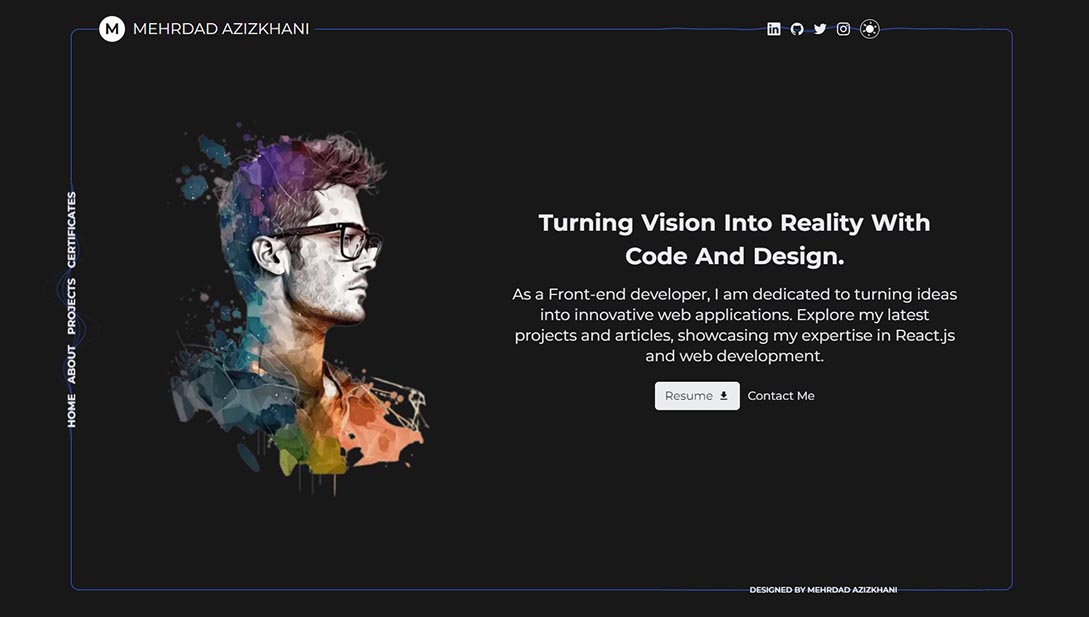 M MEHRDAD AZIZKHANI
CERTIFICATES
PROJECTS
ABOUT
HOME
Turning Vision Into Reality With
Code And Design.
As a Front-end developer, I am dedicated to turning ideas
into innovative web applications. Explore my latest
projects and articles, showcasing my expertise in React.js
and web development.
Resume Contact Me
DESIGNED BY MEHRDAD AZIZKHANI